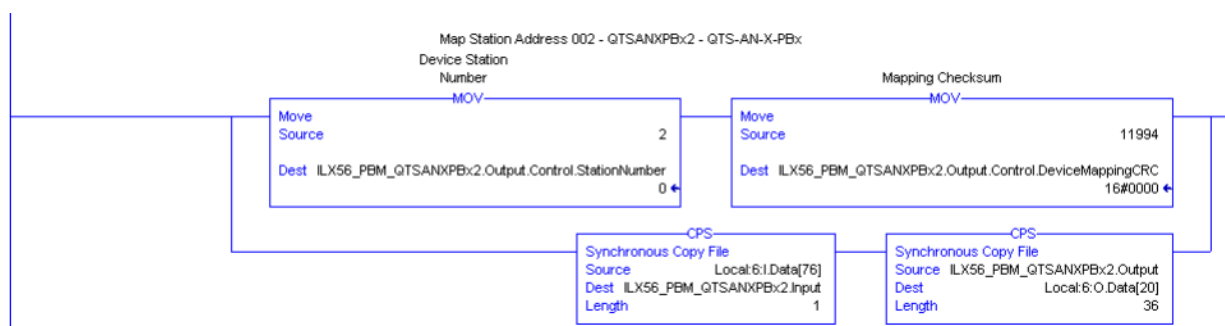 Map Station Address 002 - QTSANXPBx2 - QTS-AN-X-PBx
Device Station
Number
Mapping Checksum
MOV
Move
Source 2
Dest ILX56_PBM_QTSANXPBx2.Output.Control.StationNumber
0
MOV
Move
Source 11994
Dest ILX56_PBM_QTSANXPBx2.Output.Control.DeviceMappingCRC
16#0000
CPS
Synchronous Copy File
Source Local:6:I.Data[76]
Dest ILX56_PBM_QTSANXPBx2.Input
Length 1
CPS
Synchronous Copy File
Source ILX56_PBM_QTSANXPBx2.Output
Dest Local:6:O.Data[20]
Length 36